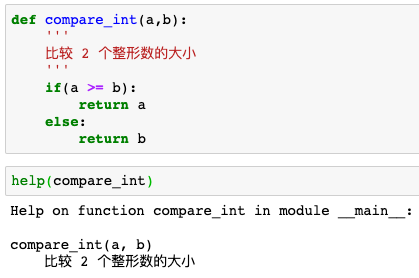 def compare_int(a,b):
    '''
    比较 2 个整形数的大小
    '''
    if(a >= b):
        return a
    else:
        return b
help(compare_int)
Help on function compare_int in module __main__:
compare_int(a, b)
    比较 2 个整形数的大小